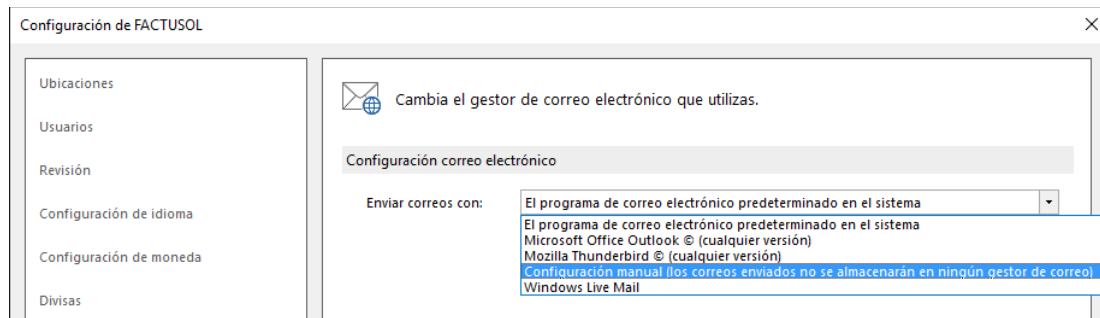 Configuración de FACTUSOL
Ubicaciones
Usuarios
Revisión
Configuración de idioma
Configuración de moneda
Divisas
Cambia el gestor de correo electrónico que utilizas.
Configuración correo electrónico
Enviar correos con: El programa de correo electrónico predeterminado en el sistema
El programa de correo electrónico predeterminado en el sistema
Microsoft Office Outlook © (cualquier versión)
Mozilla Thunderbird © (cualquier versión)
Configuración manual (los correos enviados no se almacenarán en ningún gestor de correo)
Windows Live Mail